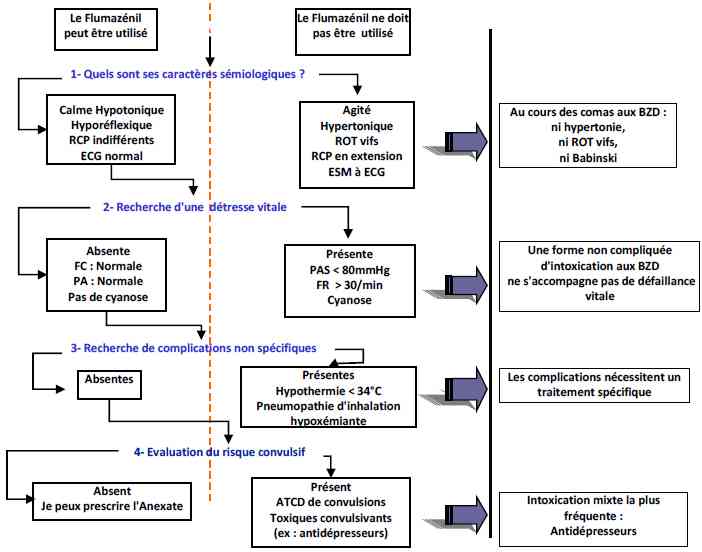 Le Flumazénil
peut être utilisé
Le Flumazénil ne doit
pas être utilisé
1- Quels sont ses caractères sémiologiques ?
Calme Hypotonique
Hyporéflexique
RCP indifférents
ECG normal
Agité
Hypertonique
ROT vifs
RCP en extension
ESM à ECG
Au cours des comas aux BZD :
ni hypertonie,
ni ROT vifs,
ni Babinski
2- Recherche d'une détresse vitale
Absente
FC : Normale
PA : Normale
Pas de cyanose
Présente
PAS < 80mmHg
FR > 30/min
Cyanose
Une forme non compliquée
d'intoxication aux BZD
ne s'accompagne pas de défaillance
vitale
3- Recherche de complications non spécifiques
Absentes
Présentes
Hypothermie < 34°C
Pneumopathie d'inhalation
hypoxémiante
Les complications nécessitent un
traitement spécifique
4- Evaluation du risque convulsif
Absent
Je peux prescrire l'Anexate
Présent
ATCD de convulsions
Toxiques convulsivants
(ex : antidépresseurs)
Intoxication mixte la plus
fréquente :
Antidépresseurs